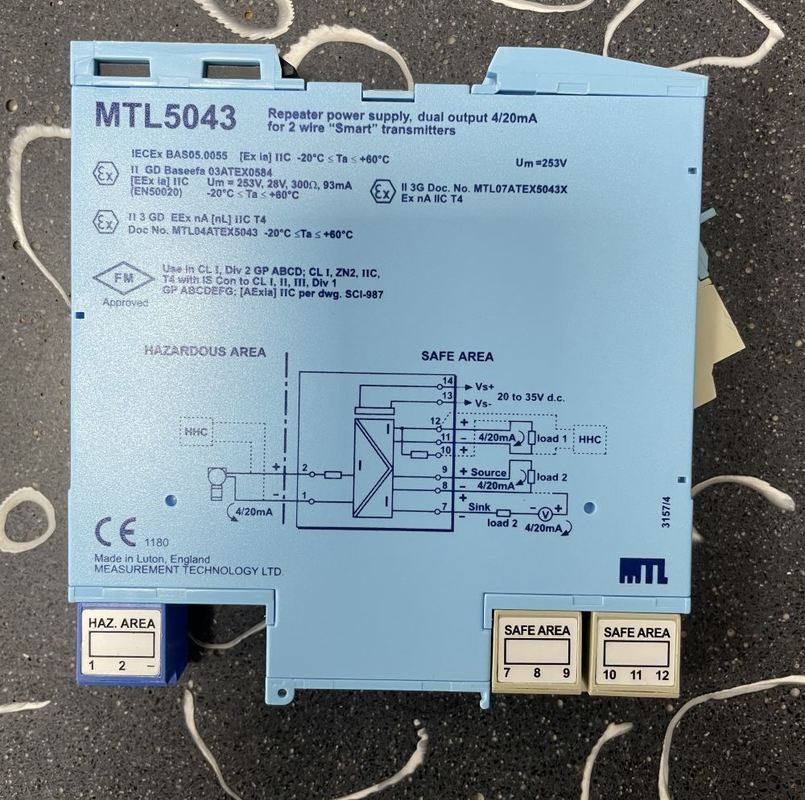 MTL5043
Repeater power supply, dual output 4/20mA
for 2 wire "Smart" transmitters
IECEx BAS05.0055 [Ex ia] IIC -20°C ≤ Ta ≤ +60°C
Um =253V
II GD Baseefa 03ATEX0584
[EEx ia] IIC Um = 253V, 28V, 300Ω, 93mA
(EN50020) -20°C ≤ Ta ≤ +60°C
εx
εx
II 3G Doc. No. MTL07ATEX5043X
Ex nA IIC T4
εx
II 3 GD EEx nA [nL] IIC T4
Doc No. MTL04ATEX5043 -20°C ≤Ta ≤ +60°C
FM
Approved
Use in CL I, Div 2 GP ABCD; CL I, ZN2, IIC,
T4 with IS Con to CL I, II, III, Div 1
GP ABCDEFG; [AExia] IIC per dwg. SCI-987
HAZARDOUS AREA
SAFE AREA
14 Vs+
13 Vs-
20 to 35V d.c.
HHC
12 +
11 - 4/20mA load 1 HHC
10 +
2 +
9 + Source load 2
8 - 4/20mA
1 -
+
7 Sink - V +
- load 2 4/20mA
4/20mA
I
I
3157/4
CE 1180
Made in Luton, England
MEASUREMENT TECHNOLOGY LTD.
MTL
HAZ. AREA
1 2 –
SAFE AREA
7 8 9
SAFE AREA
10 11 12